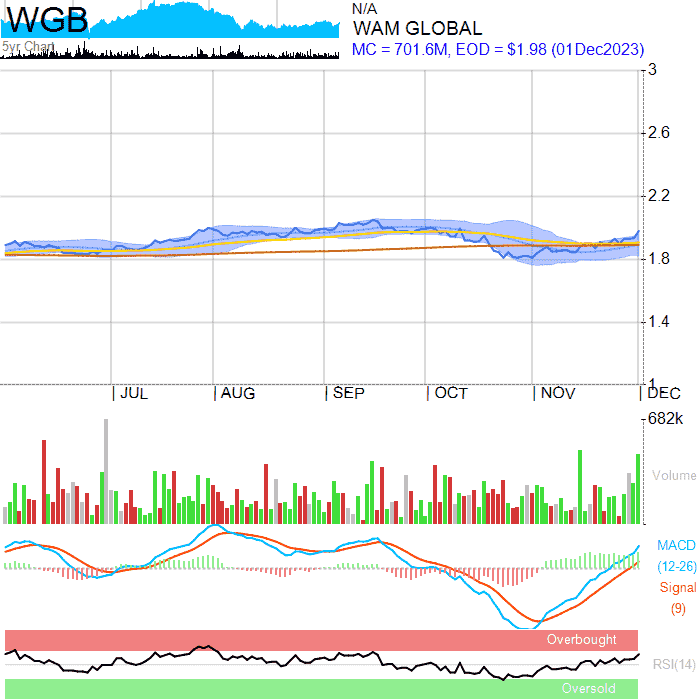 WGB
5yr Chart
N/A
WAM GLOBAL
MC = 701.6M, EOD = $1.98 (01Dec2023)
3
2.6
2.2
1.8
1.4
1
JUL AUG SEP OCT NOV DEC
682k
Volume
MACD
(12-26)
Signal
(9)
Overbought
RSI(14)
Oversold